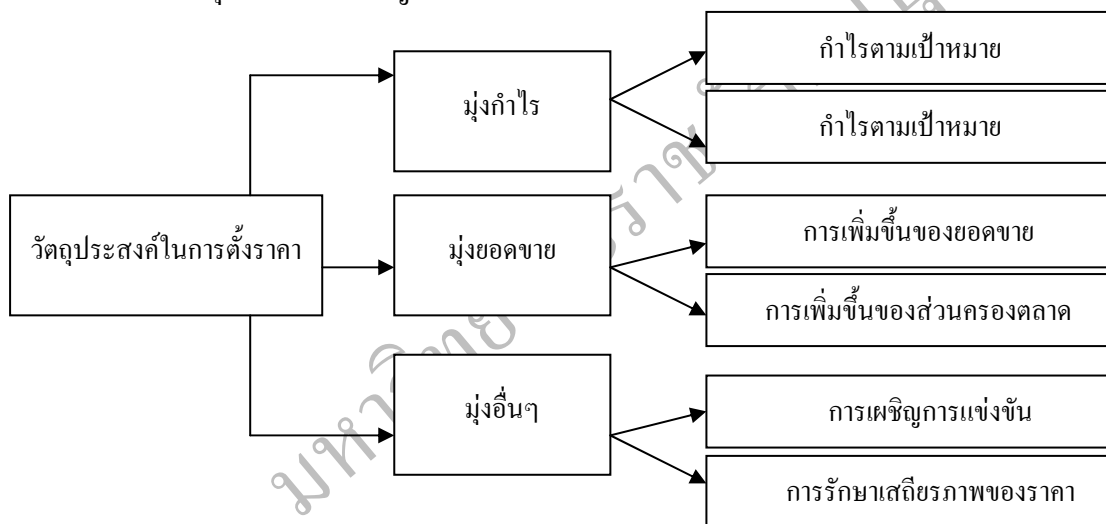 กำไรตามเป้าหมาย
มุ่งกำไร
กำไรตามเป้าหมาย
วัตถุประสงค์ในการตั้งราคา
มุ่งยอดขาย
การเพิ่มขึ้นของยอดขาย
การเพิ่มขึ้นของส่วนครองตลาด
มุ่งอื่นๆ
การเผชิญการแข่งขัน
การรักษาเสถียรภาพของราคา